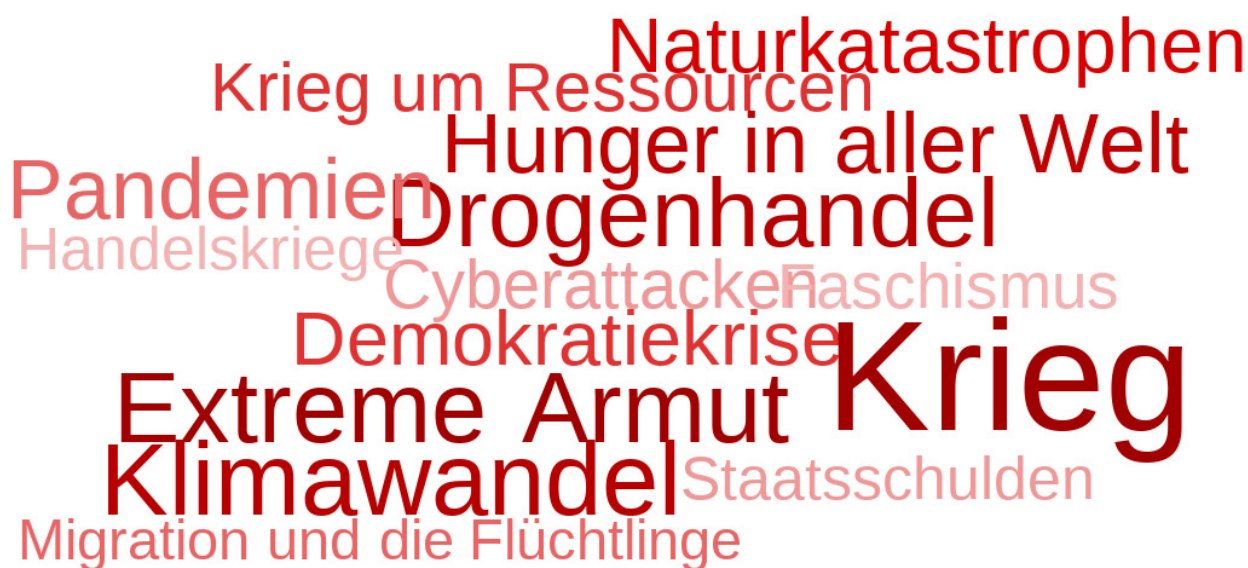 Naturkatastrophen
Krieg um Ressourcen
Hunger in aller Welt
Pandemien
Drogenhandel
Handelskriege
Cyberattacken
Faschismus
Demokratiekrise
Krieg
Extreme Armut
Klimawandel
Staatsschulden
Migration und die Flüchtlinge